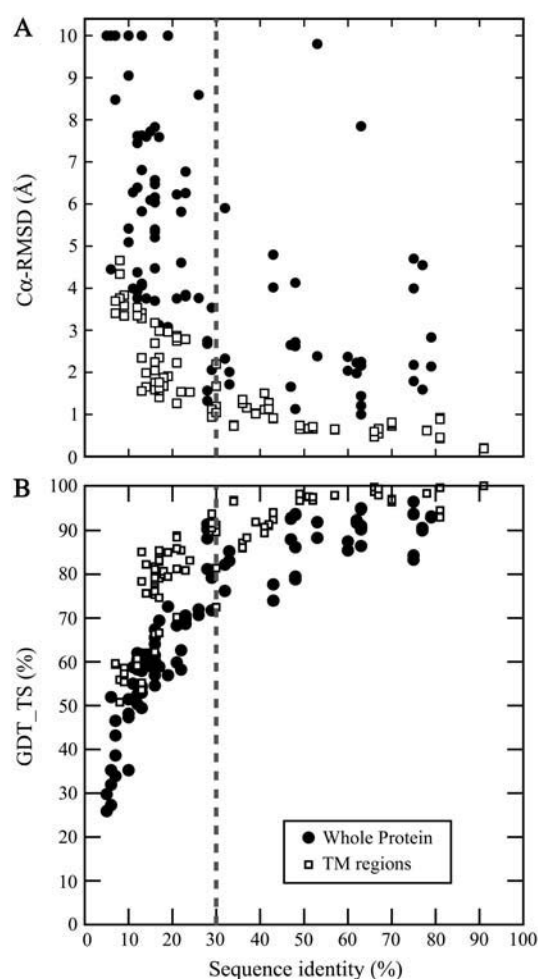 A
10
9
8
7
6
5
4
3
2
1
0
Cα-RMSD (Å)
B
100
90
80
70
60
50
40
30
20
10
0
GDT_TS (%)
Whole Protein
TM regions
0 10 20 30 40 50 60 70 80 90 100
Sequence identity (%)